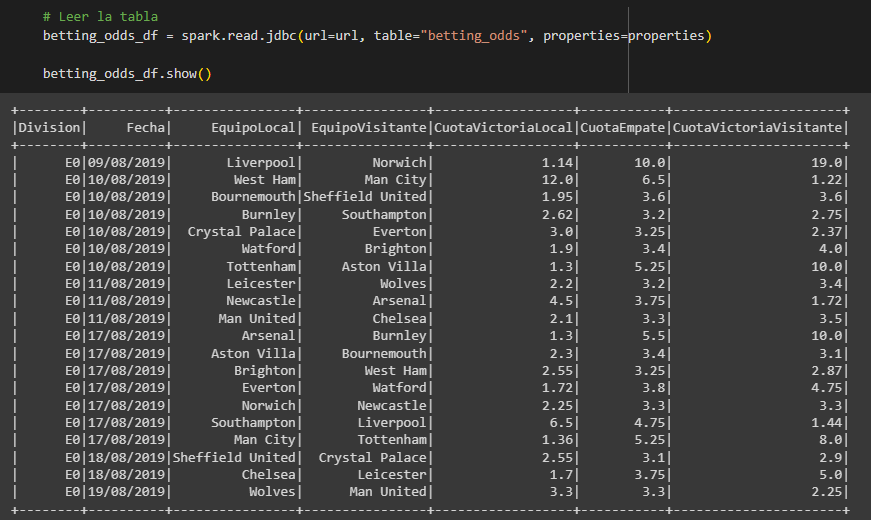 # Leer la tabla
betting_odds_df = spark.read.jdbc(url=url, table="betting_odds", properties=properties)
betting_odds_df.show()
+--------+----------+----------------+----------------+------------------+-----------+----------------------+
|Division|     Fecha|     EquipoLocal| EquipoVisitante|CuotaVictoriaLocal|CuotaEmpate|CuotaVictoriaVisitante|
+--------+----------+----------------+----------------+------------------+-----------+----------------------+
|      E0|09/08/2019|       Liverpool|         Norwich|              1.14|       10.0|                  19.0|
|      E0|10/08/2019|        West Ham|        Man City|              12.0|        6.5|                  1.22|
|      E0|10/08/2019|     Bournemouth|Sheffield United|              1.95|        3.6|                   3.6|
|      E0|10/08/2019|         Burnley|     Southampton|              2.62|        3.2|                  2.75|
|      E0|10/08/2019|  Crystal Palace|         Everton|               3.0|       3.25|                  2.37|
|      E0|10/08/2019|         Watford|        Brighton|               1.9|        3.4|                   4.0|
|      E0|10/08/2019|       Tottenham|     Aston Villa|               1.3|       5.25|                  10.0|
|      E0|11/08/2019|       Leicester|          Wolves|               2.2|        3.2|                   3.4|
|      E0|11/08/2019|       Newcastle|         Arsenal|               4.5|       3.75|                  1.72|
|      E0|11/08/2019|      Man United|         Chelsea|               2.1|        3.3|                   3.5|
|      E0|17/08/2019|         Arsenal|         Burnley|               1.3|        5.5|                  10.0|
|      E0|17/08/2019|     Aston Villa|     Bournemouth|               2.3|        3.4|                   3.1|
|      E0|17/08/2019|        Brighton|        West Ham|              2.55|       3.25|                  2.87|
|      E0|17/08/2019|         Everton|         Watford|              1.72|        3.8|                  4.75|
|      E0|17/08/2019|         Norwich|       Newcastle|              2.25|        3.3|                   3.3|
|      E0|17/08/2019|     Southampton|       Liverpool|               6.5|       4.75|                  1.44|
|      E0|17/08/2019|        Man City|       Tottenham|              1.36|       5.25|                   8.0|
|      E0|18/08/2019|Sheffield United|  Crystal Palace|              2.55|        3.1|                   2.9|
|      E0|18/08/2019|         Chelsea|       Leicester|               1.7|       3.75|                   5.0|
|      E0|19/08/2019|          Wolves|      Man United|               3.3|        3.3|                  2.25|
+--------+----------+----------------+----------------+------------------+-----------+----------------------+